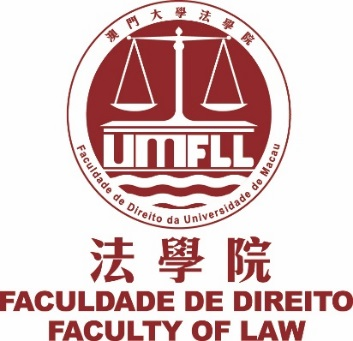 澳門大學法學院
UMFLL
Faculdade de Direito da Universidade de Macau
法學院
FACULDADE DE DIREITO
FACULTY OF LAW